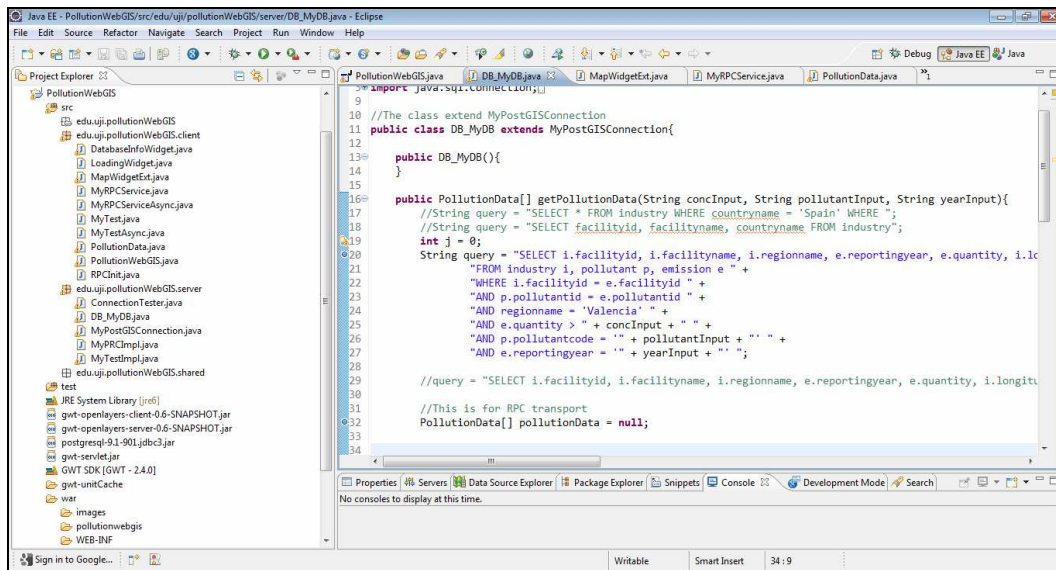 Java EE - PollutionWebGIS/src/edu/uji/pollutionWebGIS/server/DB_MyDB.java - Eclipse
File Edit Source Refactor Navigate Search Project Run Window Help
Debug Java EE Java
Project Explorer
PollutionWebGIS
src
edu.uji.pollutionWebGIS
edu.uji.pollutionWebGIS.client
DatabaseInfoWidget.java
LoadingWidget.java
MapWidgetExt.java
MyRPCService.java
MyRPCServiceAsync.java
MyTest.java
MyTestAsync.java
PollutionData.java
PollutionWebGIS.java
RPCInit.java
edu.uji.pollutionWebGIS.server
ConnectionTester.java
DB_MyDB.java
MyPostGISConnection.java
MyPRCImpl.java
MyTestImpl.java
edu.uji.pollutionWebGIS.shared
test
JRE System Library [jre6]
gwt-openlayers-client-0.6-SNAPSHOT.jar
gwt-openlayers-server-0.6-SNAPSHOT.jar
postgresql-9.1-901.jdbc3.jar
gwt-servlet.jar
GWT SDK [GWT - 2.4.0]
gwt-unitCache
war
images
pollutionwebgis
WEB-INF
PollutionWebGIS.java DB_MyDB.java MapWidgetExt.java MyRPCService.java PollutionData.java
import java.sql.Connection;
9
10 //The class extend MyPostGISConnection
11 public class DB_MyDB extends MyPostGISConnection{
12
13 public DB_MyDB(){
14 }
15
16 public PollutionData[] getPollutionData(String concInput, String pollutantInput, String yearInput){
17 //String query = "SELECT * FROM industry WHERE countryname = 'Spain' WHERE ";
18 //String query = "SELECT facilityid, facilityname, countryname FROM industry";
19 int j = 0;
20 String query = "SELECT i.facilityid, i.facilityname, i.regionname, e.reportingyear, e.quantity, i.lo
21 "FROM industry i, pollutant p, emission e " +
22 "WHERE i.facilityid = e.facilityid " +
23 "AND p.pollutantid = e.pollutantid " +
24 "AND regionname = 'Valencia' " +
25 "AND e.quantity > " + concInput + " " +
26 "AND p.pollutantcode = '" + pollutantInput + "' " +
27 "AND e.reportingyear = '" + yearInput + "' ";
28
29 //query = "SELECT i.facilityid, i.facilityname, i.regionname, e.reportingyear, e.quantity, i.longitu
30
31 //This is for RPC transport
32 PollutionData[] pollutionData = null;
33
34
Properties Servers Data Source Explorer Package Explorer Snippets Console Development Mode Search
No consoles to display at this time.
Sign in to Google... Writable Smart Insert 34 : 9